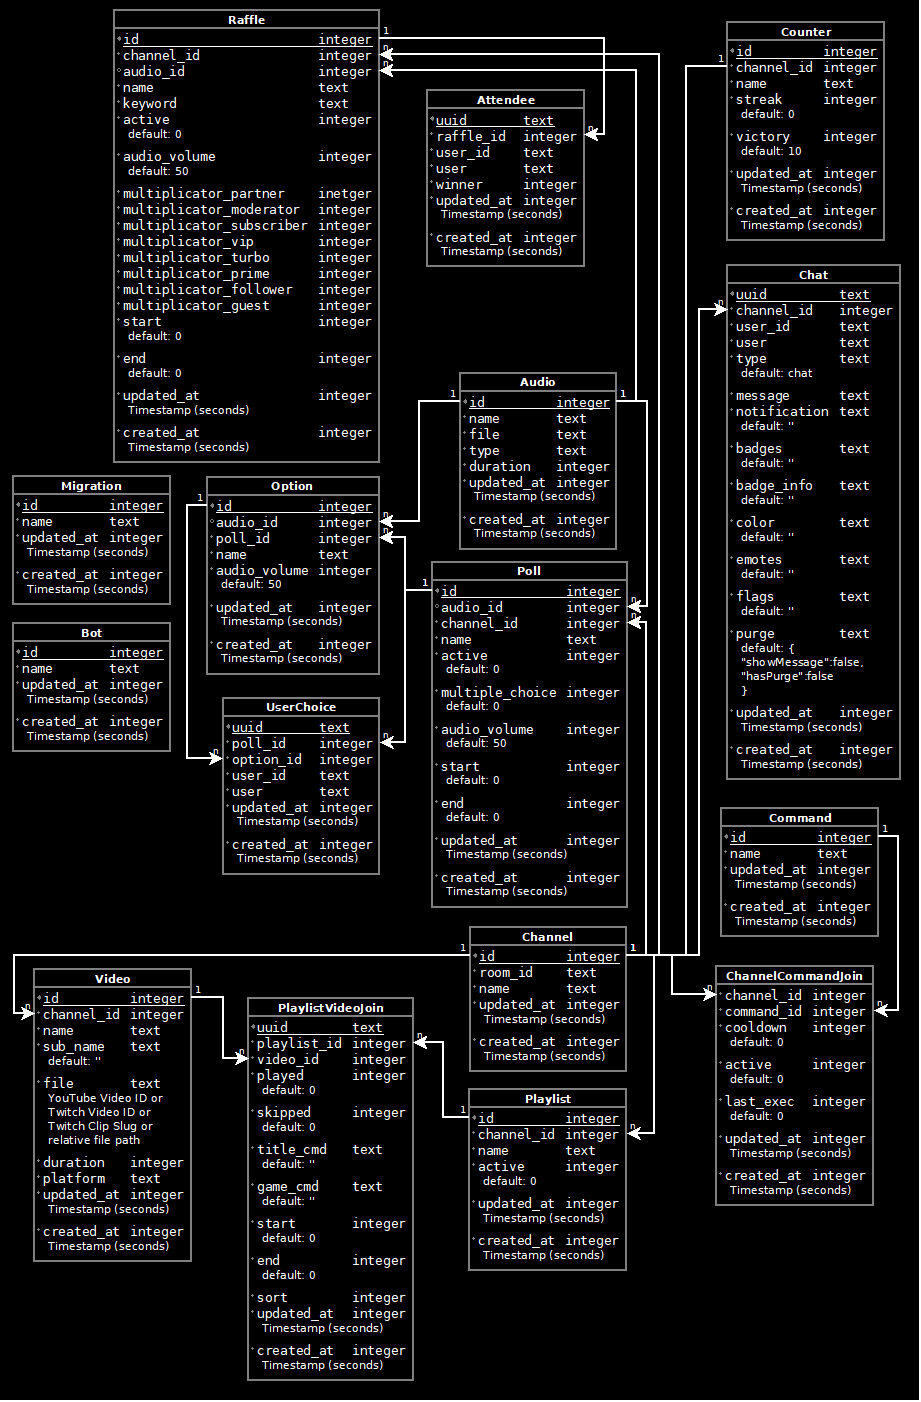 Raffle
1
id integer
channel_id integer
n
audio_id integer
n
name text
keyword text
active integer
default: 0
audio_volume integer
default: 50
multiplicator_partner inetger
multiplicator_moderator integer
multiplicator_subscriber integer
multiplicator_vip integer
multiplicator_turbo integer
multiplicator_prime integer
multiplicator_follower integer
multiplicator_guest integer
start integer
default: 0
end integer
default: 0
updated_at integer
Timestamp (seconds)
created_at integer
Timestamp (seconds)
Attendee
uuid text
n
raffle_id integer
user_id text
user text
winner integer
updated_at integer
Timestamp (seconds)
created_at integer
Timestamp (seconds)
Counter
id integer
1
channel_id integer
name text
streak integer
default: 0
victory integer
default: 10
updated_at integer
Timestamp (seconds)
created_at integer
Timestamp (seconds)
Chat
uuid text
n
channel_id integer
user_id text
user text
type text
default: chat
message text
notification text
default: ''
badges text
default: ''
badge_info text
default: ''
color text
default: ''
emotes text
default: ''
flags text
default: ''
purge text
default: {
"showMessage":false,
"hasPurge":false
}
updated_at integer
Timestamp (seconds)
created_at integer
Timestamp (seconds)
Audio
1
1
id integer
name text
file text
type text
duration integer
updated_at integer
Timestamp (seconds)
created_at integer
Timestamp (seconds)
Migration
id integer
name text
updated_at integer
Timestamp (seconds)
created_at integer
Timestamp (seconds)
Option
1
id integer
n
audio_id integer
n
poll_id integer
name text
audio_volume integer
default: 50
updated_at integer
Timestamp (seconds)
created_at integer
Timestamp (seconds)
Poll
1
id integer
n
audio_id integer
n
channel_id integer
name text
active integer
default: 0
multiple_choice integer
default: 0
audio_volume integer
default: 50
start integer
default: 0
end integer
default: 0
updated_at integer
Timestamp (seconds)
created_at integer
Timestamp (seconds)
Bot
id integer
name text
updated_at integer
Timestamp (seconds)
created_at integer
Timestamp (seconds)
UserChoice
uuid text
n
poll_id integer
n
option_id integer
user_id text
user text
updated_at integer
Timestamp (seconds)
created_at integer
Timestamp (seconds)
Command
1
id integer
name text
updated_at integer
Timestamp (seconds)
created_at integer
Timestamp (seconds)
Channel
1
1
id integer
room_id text
name text
updated_at integer
Timestamp (seconds)
created_at integer
Timestamp (seconds)
ChannelCommandJoin
n
channel_id integer
n
command_id integer
cooldown integer
default: 0
active integer
default: 0
last_exec integer
default: 0
updated_at integer
Timestamp (seconds)
created_at integer
Timestamp (seconds)
Video
1
id integer
n
channel_id integer
name text
sub_name text
default: ''
file text
YouTube Video ID or
Twitch Video ID or
Twitch Clip Slug or
relative file path
duration integer
platform text
updated_at integer
Timestamp (seconds)
created_at integer
Timestamp (seconds)
PlaylistVideoJoin
uuid text
n
playlist_id integer
n
video_id integer
played integer
default: 0
skipped integer
default: 0
title_cmd text
default: ''
game_cmd text
default: ''
start integer
default: 0
end integer
default: 0
sort integer
updated_at integer
Timestamp (seconds)
created_at integer
Timestamp (seconds)
Playlist
1
id integer
n
channel_id integer
name text
active integer
default: 0
updated_at integer
Timestamp (seconds)
created_at integer
Timestamp (seconds)